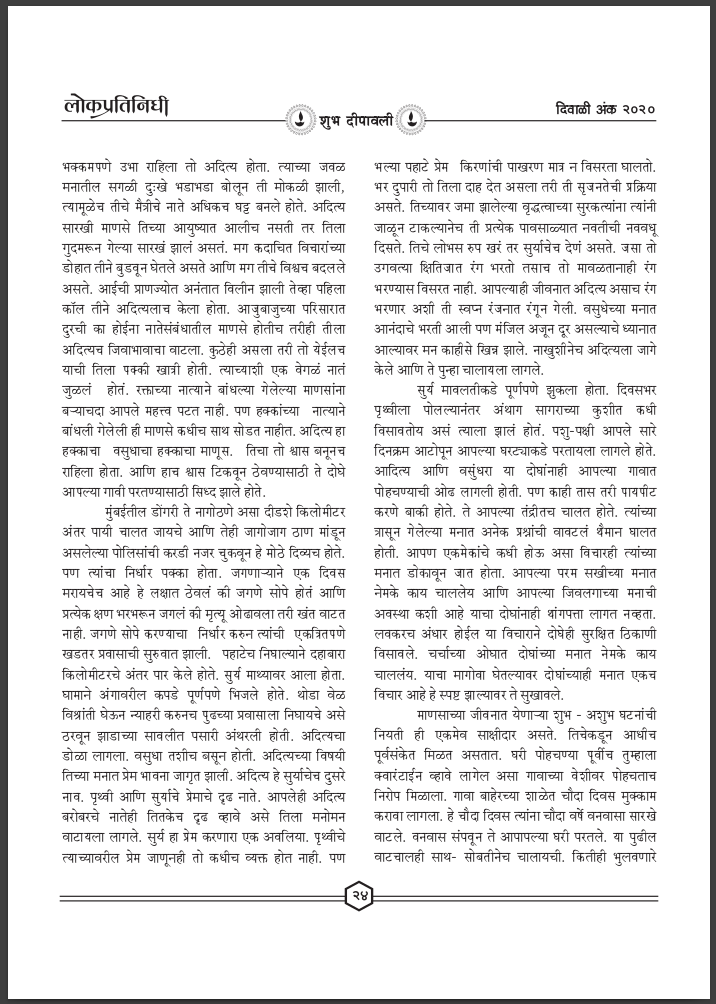 लोकप्रतिनिधी
शुभ दीपावली
दिवाळी अंक २०२०
भक्कमपणे उभा राहिला तो अदित्य होता. त्याच्या जवळ
मनातील सगळी दुःखे भडाभडा बोलून ती मोकळी झाली,
त्यामूळेच तीचे मैत्रीचे नाते अधिकच घट्ट बनले होते. अदित्य
सारखी माणसे तिच्या आयुष्यात आलीच नसती तर तिला
गुदमरून गेल्या सारखं झालं असतं. मग कदाचित विचारांच्या
डोहात तीने बुडवून घेतले असते आणि मग तीचे विश्वच बदलले
असते. आईची प्राणज्योत अनंतात विलीन झाली तेव्हा पहिला
कॉल तीने अदित्यलाच केला होता. आजुबाजुच्या परिसारात
दुरची का होईना नातेसंबंधातील माणसे होतीच तरीही तीला
अदित्यच जिवाभावाचा वाटला. कुठेही असला तरी तो येईलच
याची तिला पक्की खात्री होती. त्याच्याशी एक वेगळं नातं
जुळलं होतं. रक्ताच्या नात्याने बांधल्या गेलेल्या माणसांना
बऱ्याचदा आपले महत्त्व पटत नाही. पण हक्कांच्या नात्याने
बांधली गेलेली ही माणसे कधीच साथ सोडत नाहीत. अदित्य हा
हक्काचा वसुधाचा हक्काचा माणूस. तिचा तो श्वास बनूनच
राहिला होता. आणि हाच श्वास टिकवून ठेवण्यासाठी ते दोघे
आपल्या गावी परतण्यासाठी सिध्द झाले होते.
मुंबईतील डोंगरी ते नागोठणे असा दीडशे किलोमीटर
अंतर पायी चालत जायचे आणि तेही जागोजाग ठाण मांडून
असलेल्या पोलिसांची करडी नजर चुकवून हे मोठे दिव्यच होते.
पण त्यांचा निर्धार पक्का होता. जगणाऱ्याने एक दिवस
मरायचेच आहे हे लक्षात ठेवलं की जगणे सोपे होतं आणि
प्रत्येक क्षण भरभरून जगलं की मृत्यू ओढावला तरी खंत वाटत
नाही. जगणे सोपे करण्याचा निर्धार करुन त्यांची एकत्रितपणे
खडतर प्रवासाची सुरुवात झाली. पहाटेच निघाल्याने दहाबारा
किलोमीटरचे अंतर पार केले होते. सुर्य माथ्यावर आला होता.
घामाने अंगावरील कपडे पूर्णपणे भिजले होते. थोडा वेळ
विश्रांती घेऊन न्याहरी करुनच पुढच्या प्रवासाला निघायचे असे
ठरवून झाडाच्या सावलीत पसारी अंथरली होती. अदित्यचा
डोळा लागला. वसुधा तशीच बसून होती. अदित्यच्या विषयी
तिच्या मनात प्रेम भावना जागृत झाली. अदित्य हे सुर्याचेच दुसरे
नाव. पृथ्वी आणि सुर्याचे प्रेमाचे दृढ नाते. आपलेही अदित्य
बरोबरचे नातेही तितकेच दृढ व्हावे असे तिला मनोमन
वाटायला लागले. सुर्य हा प्रेम करणारा एक अवलिया. पृथ्वीचे
त्याच्यावरील प्रेम जाणूनही तो कधीच व्यक्त होत नाही. पण
भल्या पहाटे प्रेम किरणांची पाखरण मात्र न विसरता घालतो.
भर दुपारी तो तिला दाह देत असला तरी ती सृजनतेची प्रक्रिया
असते. तिच्यावर जमा झालेल्या वृद्धत्वाच्या सुरकत्यांना त्यांनी
जाळून टाकल्यानेच ती प्रत्येक पावसाळ्यात नवतीची नववधू
दिसते. तिचे लोभस रुप खरं तर सुर्याचेच देणं असते. जसा तो
उगवत्या क्षितिजात रंग भरतो तसाच तो मावळतानाही रंग
भरण्यास विसरत नाही. आपल्याही जीवनात अदित्य असाच रंग
भरणार अशी ती स्वप्न रंजनात रंगून गेली. वसुधेच्या मनात
आनंदाचे भरती आली पण मंजिल अजून दूर असल्याचे ध्यानात
आल्यावर मन काहीसे खिन्न झाले. नाखुशीनेच अदित्यला जागे
केले आणि ते पुन्हा चालायला लागले.
सुर्य मावलतीकडे पूर्णपणे झुकला होता. दिवसभर
पृथ्वीला पोलल्यानंतर अंथाग सागराच्या कुशीत कधी
विसावतोय असं त्याला झालं होतं. पशु-पक्षी आपले सारे
दिनक्रम आटोपून आपल्या घरट्याकडे परतायला लागले होते.
आदित्य आणि वसुंधरा या दोघांनाही आपल्या गावात
पोहचण्याची ओढ लागली होती. पण काही तास तरी पायपीट
करणे बाकी होते. ते आपल्या तंद्रीतच चालत होते. त्यांच्या
त्रासून गेलेल्या मनात अनेक प्रश्नांची वावटलं थैमान घालत
होती. आपण एकमेकांचे कधी होऊ असा विचारही त्यांच्या
मनात डोकावून जात होता. आपल्या परम सखीच्या मनात
नेमके काय चाललेय आणि आपल्या जिवलगाच्या मनाची
अवस्था कशी आहे याचा दोघांनाही थांगपत्ता लागत नव्हता.
लवकरच अंधार होईल या विचाराने दोघेही सुरक्षित ठिकाणी
विसावले. चर्चाच्या ओघात दोघांच्या मनात नेमके काय
चाललंय. याचा मागोवा घेतल्यावर दोघांच्याही मनात एकच
विचार आहे हे स्पष्ट झाल्यावर ते सुखावले.
माणसाच्या जीवनात येणाऱ्या शुभ - अशुभ घटनांची
नियती ही एकमेव साक्षीदार असते. तिचेकडून आधीच
पूर्वसंकेत मिळत असतात. घरी पोहचण्या पूर्वीच तुम्हाला
क्वारंटाईन व्हावे लागेल असा गावाच्या वेशीवर पोहचताच
निरोप मिळाला. गावा बाहेरच्या शाळेत चौदा दिवस मुक्काम
करावा लागला. हे चौदा दिवस त्यांना चौदा वर्षे वनवासा सारखे
वाटले. वनवास संपवून ते आपापल्या घरी परतले. या पुढील
वाटचालही साथ- सोबतीनेच चालायची. कितीही भुलवणारे
२४